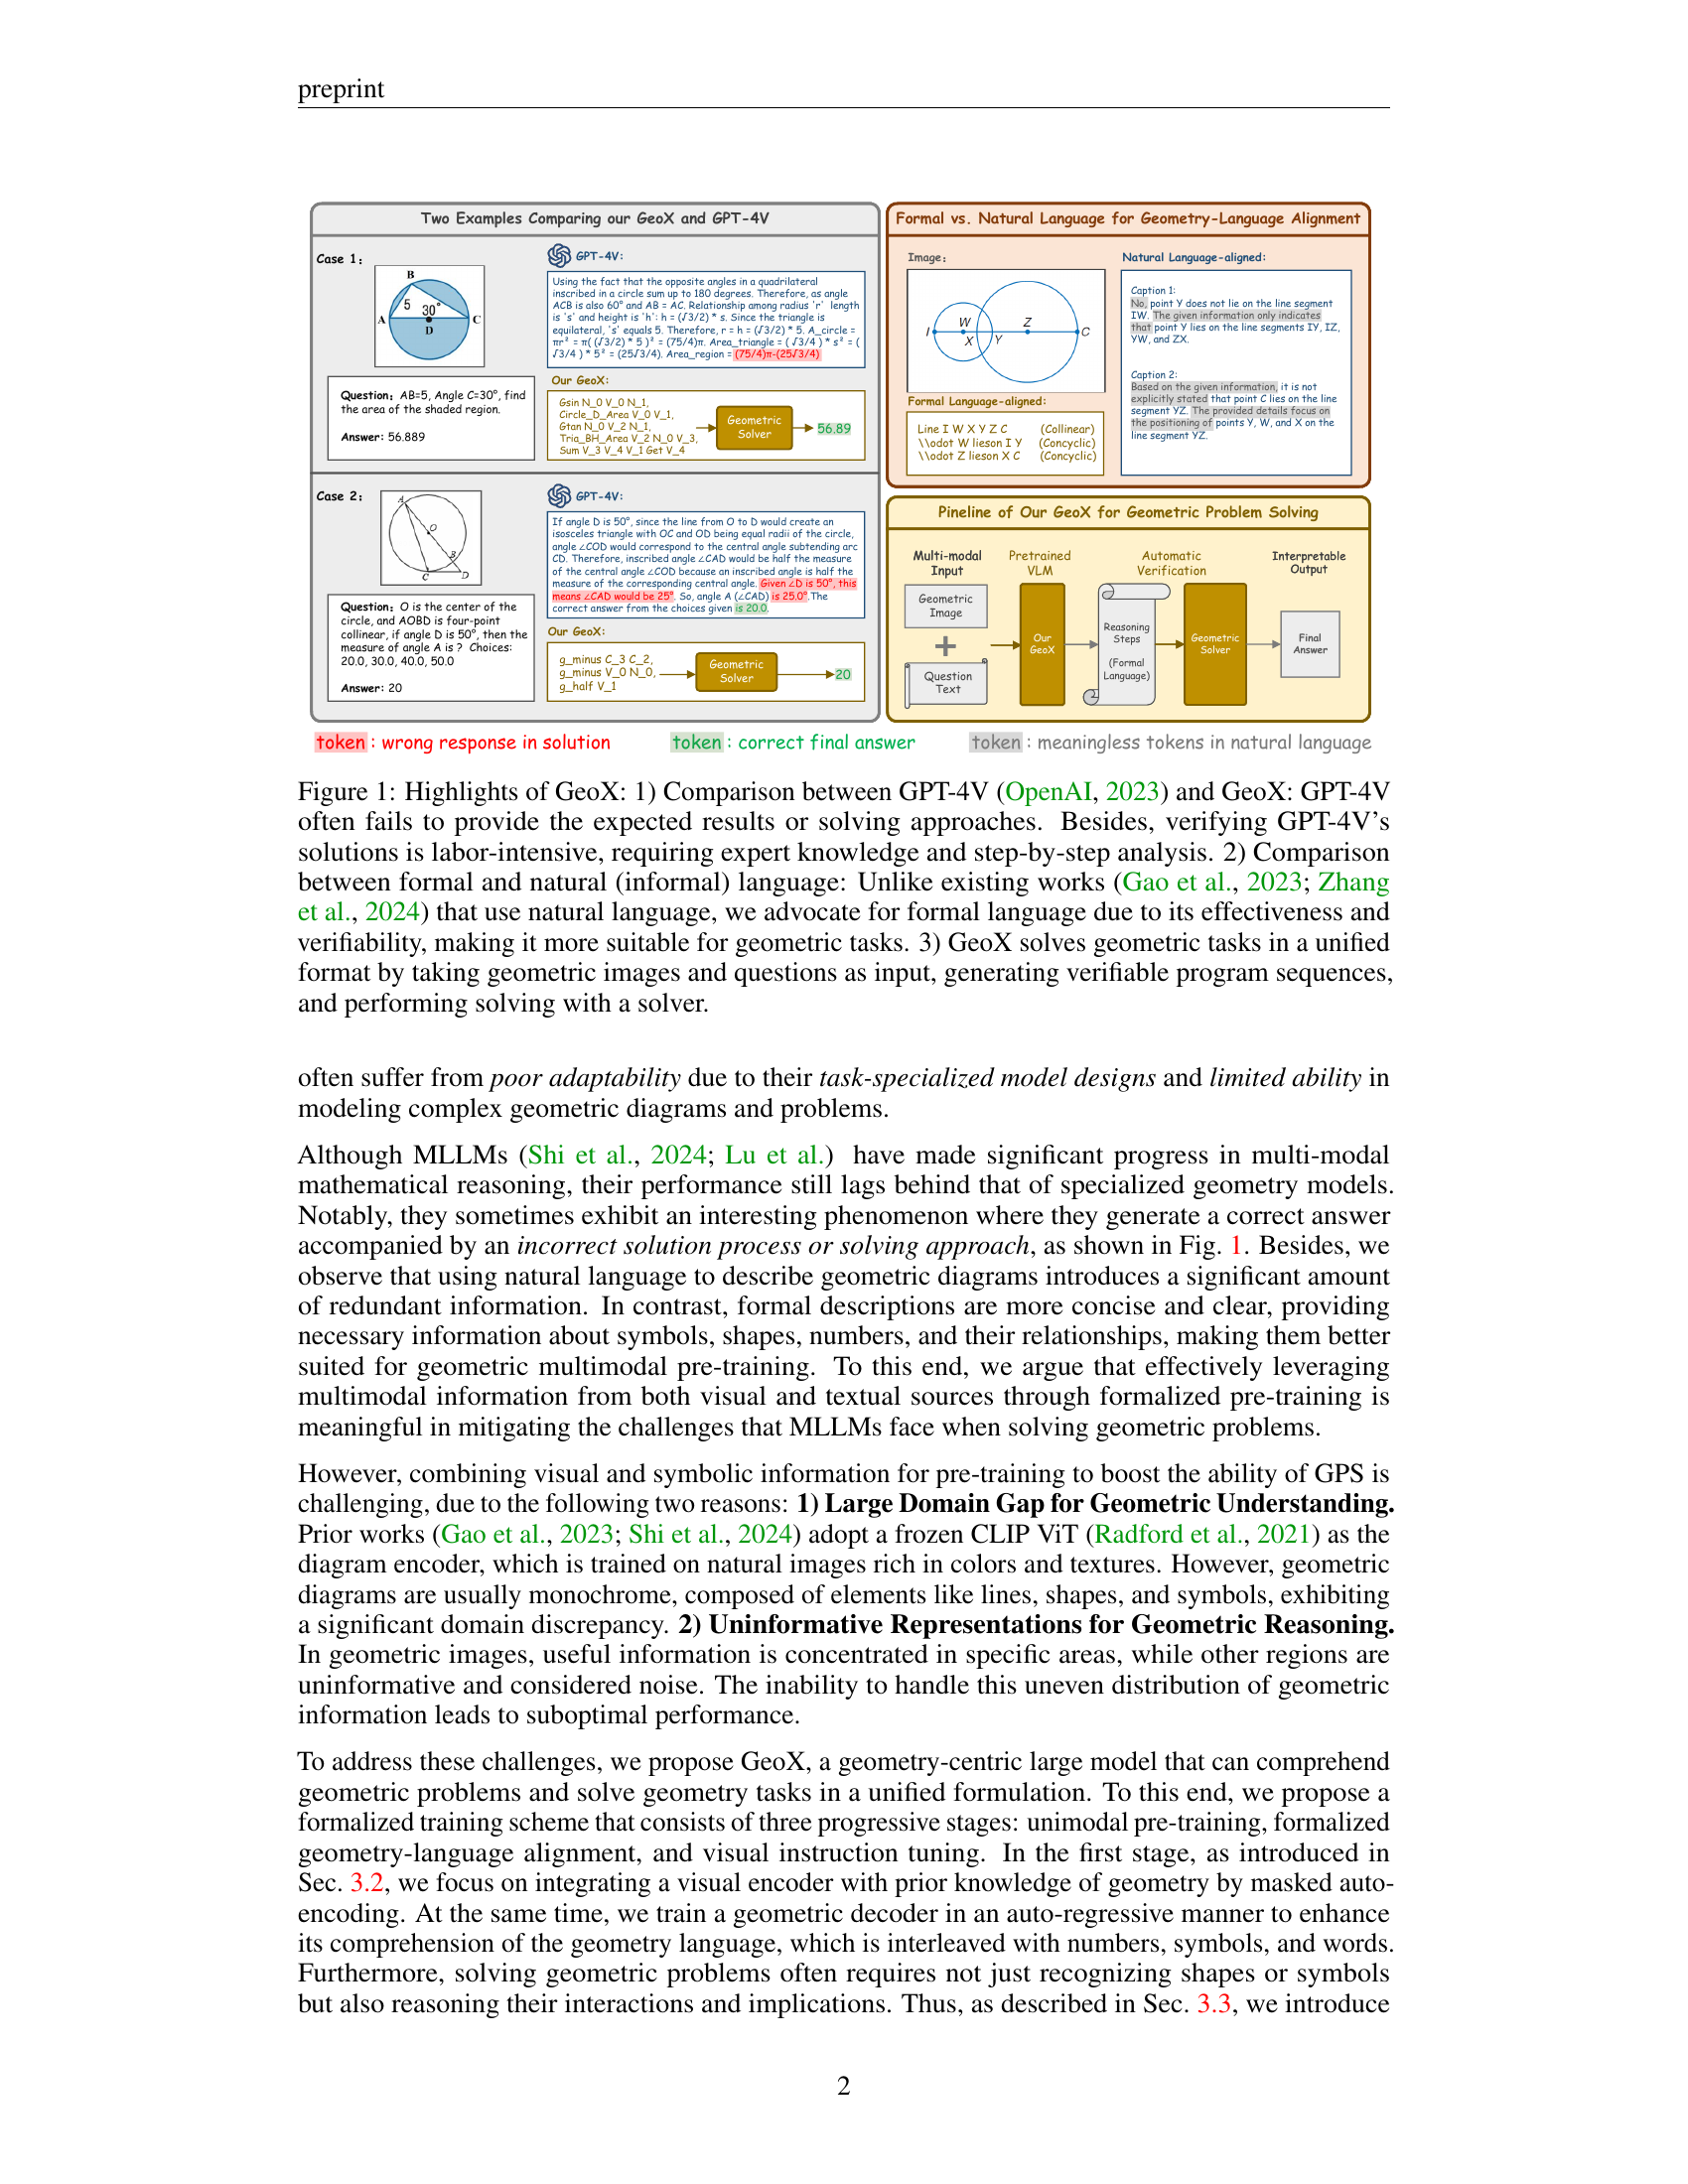 preprint
Two Examples Comparing our GeoX and GPT-4V
Case 1:
B
5
30°
A
C
D
Question: AB=5, Angle C=30°, find
the area of the shaded region.
Answer: 56.889
GPT-4V:
Using the fact that the opposite angles in a quadrilateral
inscribed in a circle sum up to 180 degrees. Therefore, as angle
ACB is also 60° and AB = AC. Relationship among radius 'r' length
is 's' and height is 'h': h = (√3/2) * s. Since the triangle is
equilateral, 's' equals 5. Therefore, r = h = (√3/2) * 5. A_circle =
πr² = π( (√3/2) * 5 )² = (75/4)π. Area_triangle = ( √3/4 ) * s² = (
√3/4 ) * 5² = (25√3/4). Area_region = (75/4)π-(25√3/4)
Our GeoX:
Gsin N_0 V_0 N_1,
Circle_D_Area V_0 V_1,
Gtan N_0 V_2 N_1,
Tria_BH_Area V_2 N_0 V_3,
Sum V_3 V_4 V_1 Get V_4
Geometric
Solver
56.89
Case 2:
A
O
B
C
D
Question: O is the center of the
circle, and AOBD is four-point
collinear, if angle D is 50°, then the
measure of angle A is ? Choices:
20.0, 30.0, 40.0, 50.0
Answer: 20
GPT-4V:
If angle D is 50°, since the line from O to D would create an
isosceles triangle with OC and OD being equal radii of the circle,
angle ∠COD would correspond to the central angle subtending arc
CD. Therefore, inscribed angle ∠CAD would be half the measure
of the central angle ∠COD because an inscribed angle is half the
measure of the corresponding central angle. Given ∠D is 50°, this
means ∠CAD would be 25°. So, angle A (∠CAD) is 25.0°.The
correct answer from the choices given is 20.0.
Our GeoX:
g_minus C_3 C_2,
g_minus V_0 N_0,
g_half V_1
Geometric
Solver
20
Formal vs. Natural Language for Geometry-Language Alignment
Image:
I
W
X
Y
Z
C
Formal Language-aligned:
Line I W X Y Z C (Collinear)
\\odot W lieson I Y (Concyclic)
\\odot Z lieson X C (Concyclic)
Natural Language-aligned:
Caption 1:
No, point Y does not lie on the line segment
IW. The given information only indicates
that point Y lies on the line segments IY, IZ,
YW, and ZX.
Caption 2:
Based on the given information, it is not
explicitly stated that point C lies on the line
segment YZ. The provided details focus on
the positioning of points Y, W, and X on the
line segment YZ.
Pineline of Our GeoX for Geometric Problem Solving
Multi-modal
Input
Pretrained
VLM
Automatic
Verification
Interpretable
Output
Geometric
Image
+
Question
Text
Our
GeoX
Reasoning
Steps
(Formal
Language)
Geometric
Solver
Final
Answer
token : wrong response in solution
token : correct final answer
token : meaningless tokens in natural language
Figure 1: Highlights of GeoX: 1) Comparison between GPT-4V (OpenAI, 2023) and GeoX: GPT-4V
often fails to provide the expected results or solving approaches. Besides, verifying GPT-4V's
solutions is labor-intensive, requiring expert knowledge and step-by-step analysis. 2) Comparison
between formal and natural (informal) language: Unlike existing works (Gao et al., 2023; Zhang
et al., 2024) that use natural language, we advocate for formal language due to its effectiveness and
verifiability, making it more suitable for geometric tasks. 3) GeoX solves geometric tasks in a unified
format by taking geometric images and questions as input, generating verifiable program sequences,
and performing solving with a solver.
often suffer from poor adaptability due to their task-specialized model designs and limited ability in
modeling complex geometric diagrams and problems.
Although MLLMs (Shi et al., 2024; Lu et al.) have made significant progress in multi-modal
mathematical reasoning, their performance still lags behind that of specialized geometry models.
Notably, they sometimes exhibit an interesting phenomenon where they generate a correct answer
accompanied by an incorrect solution process or solving approach, as shown in Fig. 1. Besides, we
observe that using natural language to describe geometric diagrams introduces a significant amount
of redundant information. In contrast, formal descriptions are more concise and clear, providing
necessary information about symbols, shapes, numbers, and their relationships, making them better
suited for geometric multimodal pre-training. To this end, we argue that effectively leveraging
multimodal information from both visual and textual sources through formalized pre-training is
meaningful in mitigating the challenges that MLLMs face when solving geometric problems.
However, combining visual and symbolic information for pre-training to boost the ability of GPS is
challenging, due to the following two reasons: 1) Large Domain Gap for Geometric Understanding.
Prior works (Gao et al., 2023; Shi et al., 2024) adopt a frozen CLIP ViT (Radford et al., 2021) as the
diagram encoder, which is trained on natural images rich in colors and textures. However, geometric
diagrams are usually monochrome, composed of elements like lines, shapes, and symbols, exhibiting
a significant domain discrepancy. 2) Uninformative Representations for Geometric Reasoning.
In geometric images, useful information is concentrated in specific areas, while other regions are
uninformative and considered noise. The inability to handle this uneven distribution of geometric
information leads to suboptimal performance.
To address these challenges, we propose GeoX, a geometry-centric large model that can comprehend
geometric problems and solve geometry tasks in a unified formulation. To this end, we propose a
formalized training scheme that consists of three progressive stages: unimodal pre-training, formalized
geometry-language alignment, and visual instruction tuning. In the first stage, as introduced in
Sec. 3.2, we focus on integrating a visual encoder with prior knowledge of geometry by masked auto-
encoding. At the same time, we train a geometric decoder in an auto-regressive manner to enhance
its comprehension of the geometry language, which is interleaved with numbers, symbols, and words.
Furthermore, solving geometric problems often requires not just recognizing shapes or symbols
but also reasoning their interactions and implications. Thus, as described in Sec. 3.3, we introduce
2